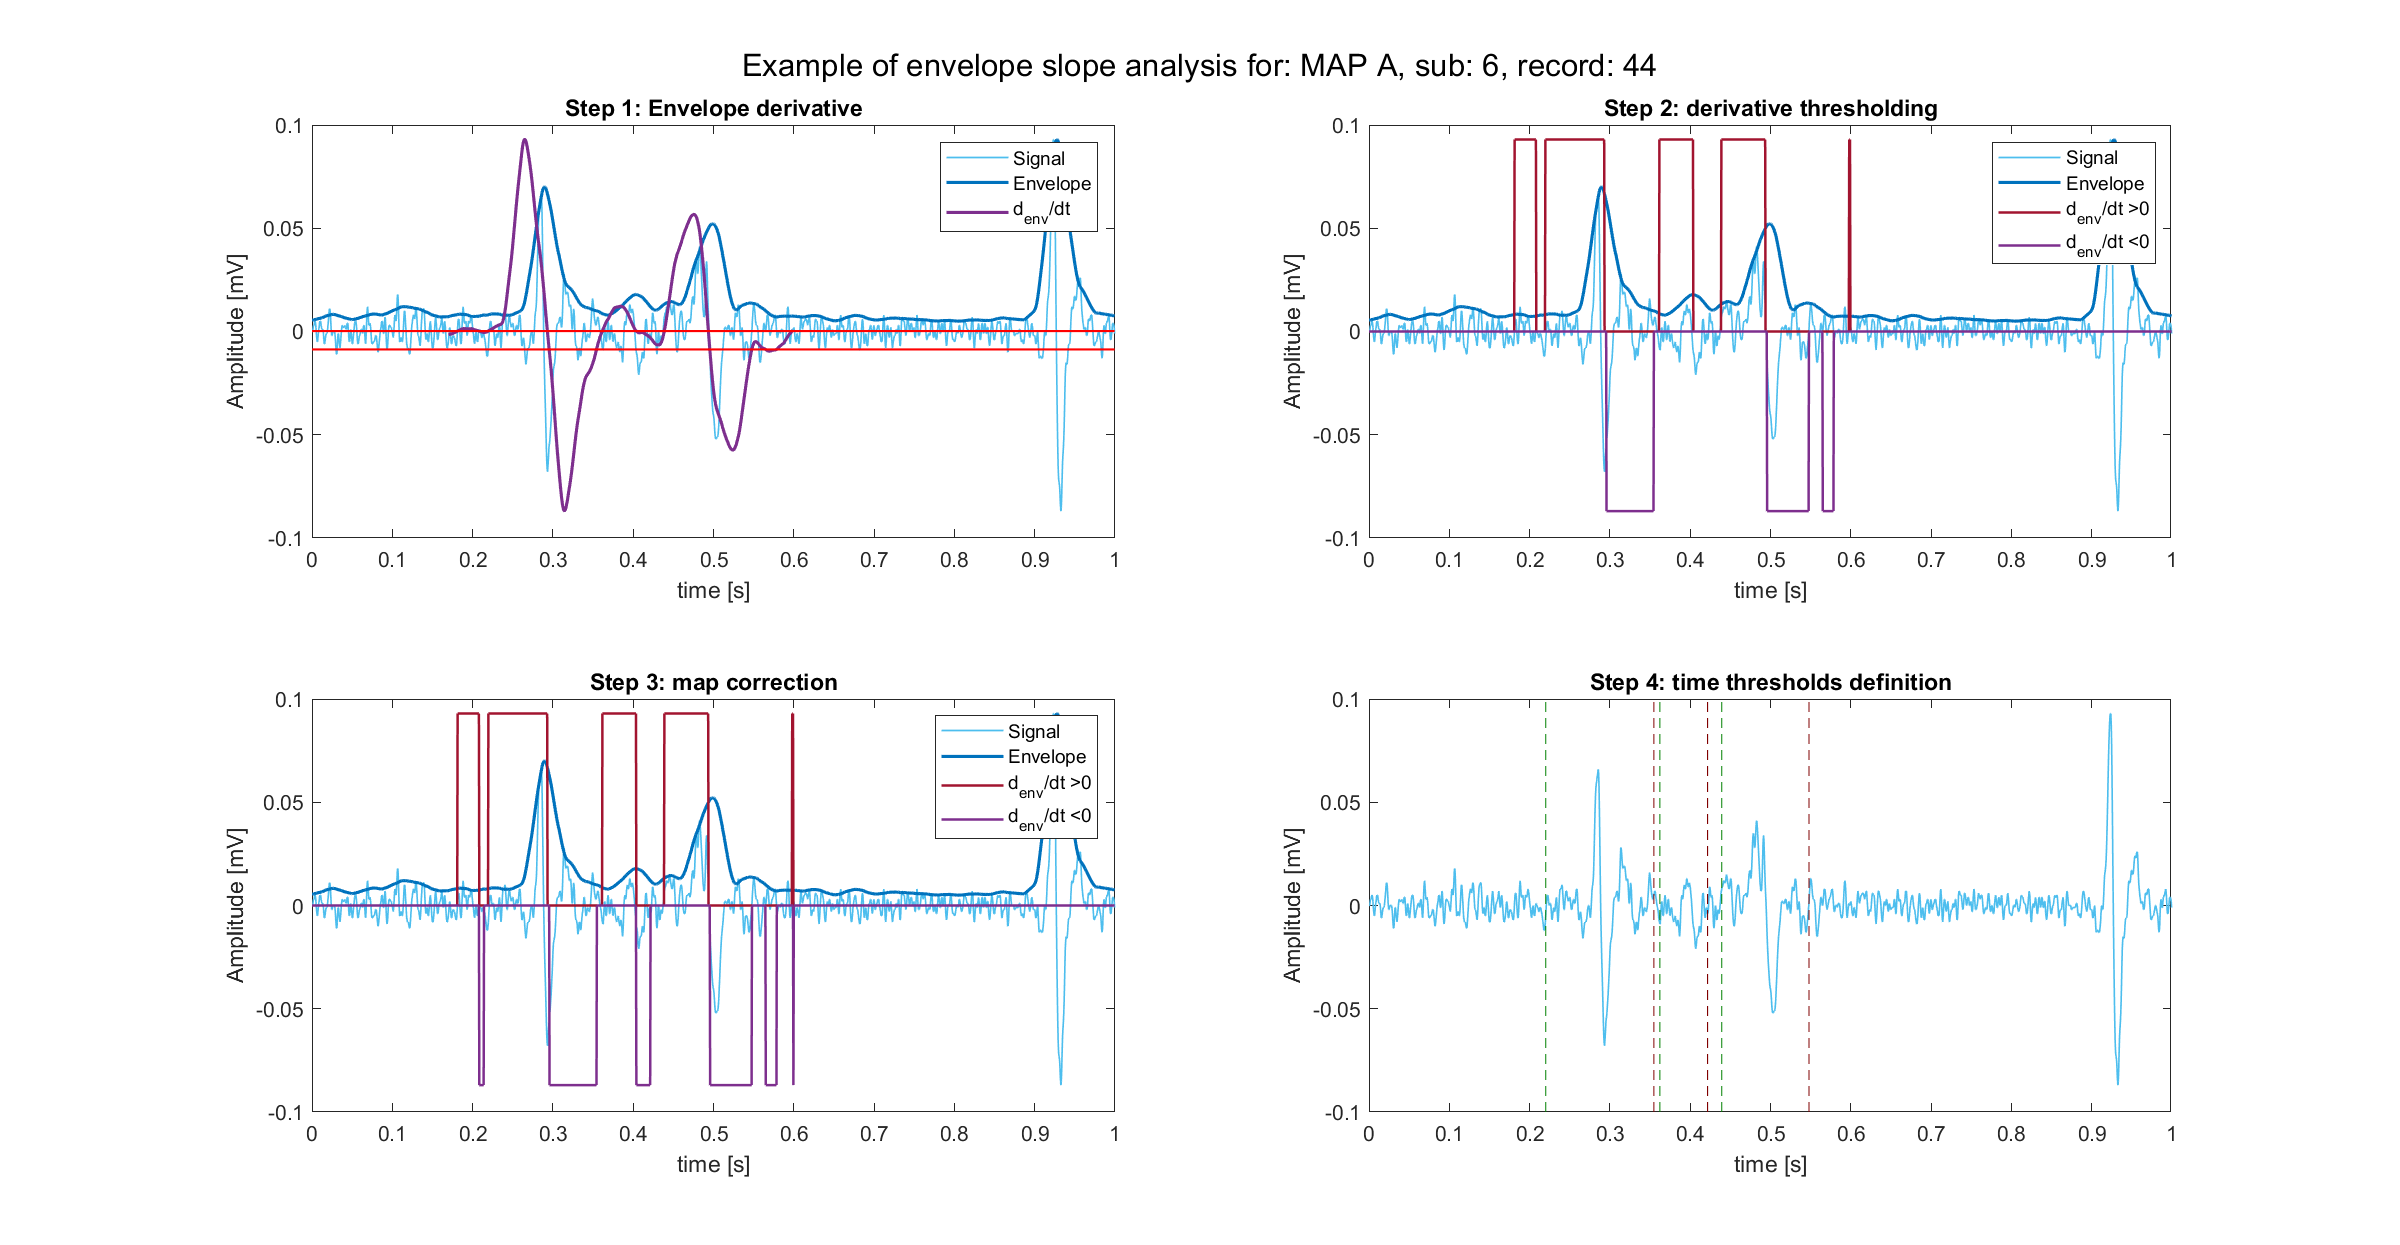 Example of envelope slope analysis for: MAP A, sub: 6, record: 44
Step 1: Envelope derivative
0.1
0.05
0
-0.05
-0.1
Amplitude [mV]
0 0.1 0.2 0.3 0.4 0.5 0.6 0.7 0.8 0.9 1
time [s]
Signal
Envelope
d_env/dt
Step 2: derivative thresholding
0.1
0.05
0
-0.05
-0.1
Amplitude [mV]
0 0.1 0.2 0.3 0.4 0.5 0.6 0.7 0.8 0.9 1
time [s]
Signal
Envelope
d_env/dt >0
d_env/dt <0
Step 3: map correction
0.1
0.05
0
-0.05
-0.1
Amplitude [mV]
0 0.1 0.2 0.3 0.4 0.5 0.6 0.7 0.8 0.9 1
time [s]
Signal
Envelope
d_env/dt >0
d_env/dt <0
Step 4: time thresholds definition
0.1
0.05
0
-0.05
-0.1
Amplitude [mV]
0 0.1 0.2 0.3 0.4 0.5 0.6 0.7 0.8 0.9 1
time [s]